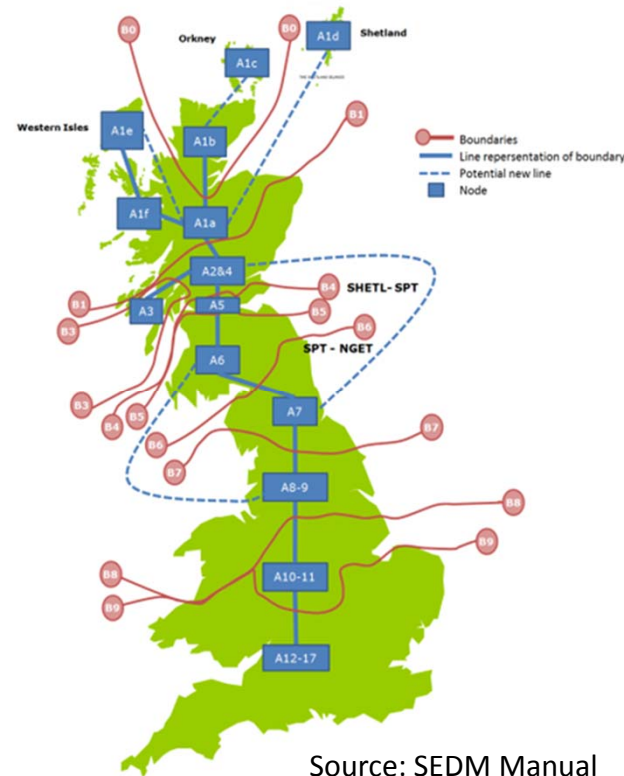 B0
B0
Orkney
A1c
A1d
Shetland
B1
Western Isles
A1e
A1b
Boundaries
Line repersentation of boundary
Potential new line
Node
A1f
A1a
A2&4
B1
B3
A3
A5
B4
SHETL- SPT
B5
B6
SPT - NGET
A6
B3
B4
B5
B6
A7
B7
B7
A8-9
B8
B9
B8
B9
A10-11
A12-17
Source: SEDM Manual